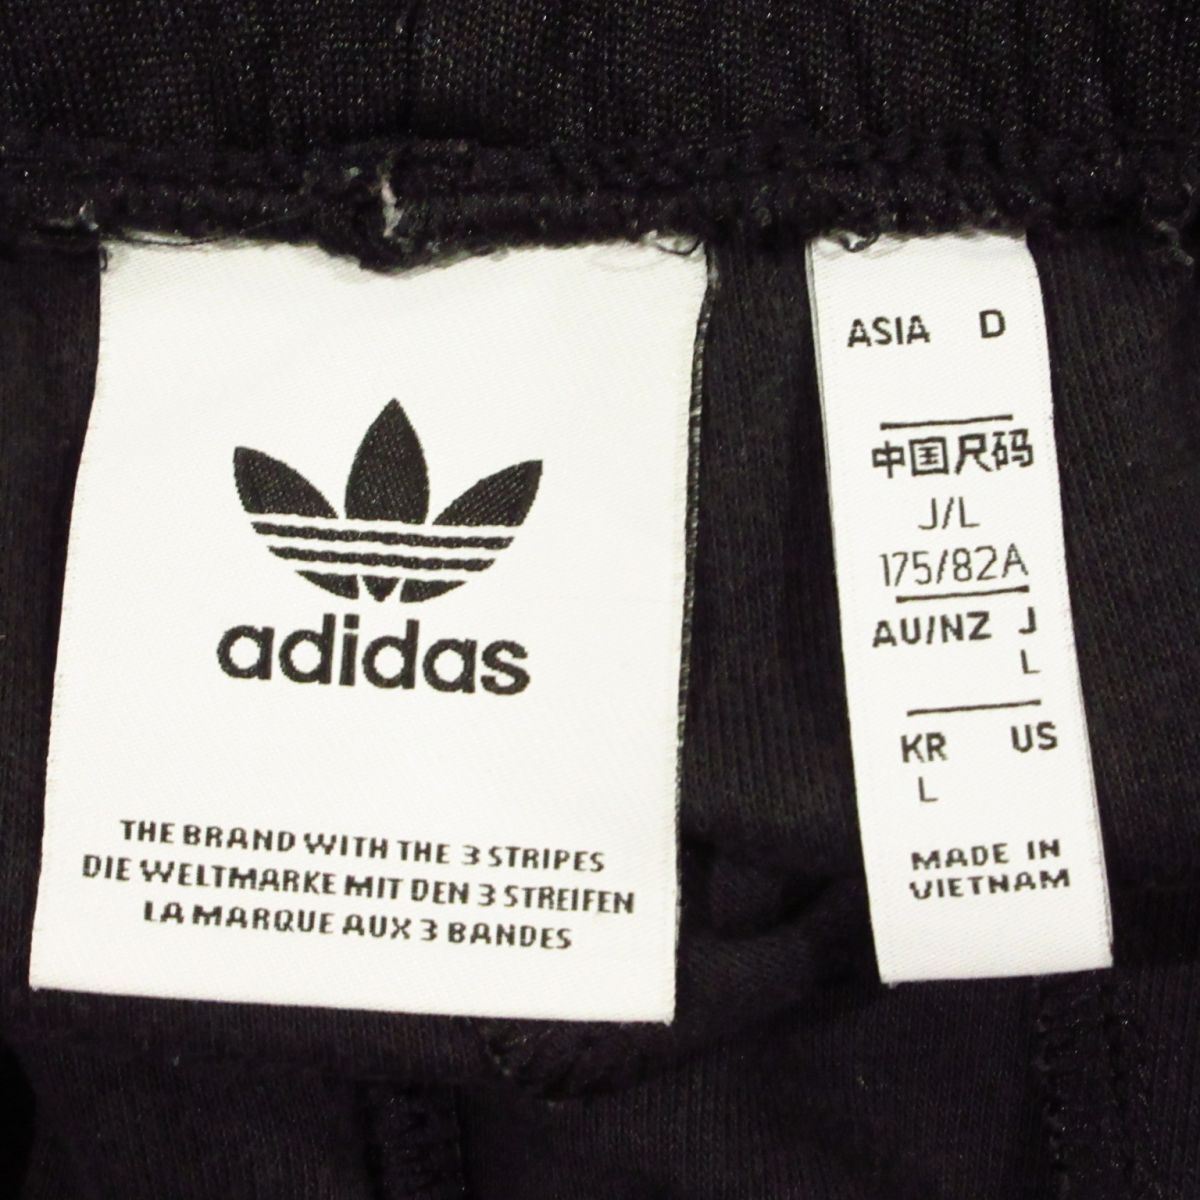 adidas
THE BRAND WITH THE 3 STRIPES
DIE WELTMARKE MIT DEN 3 STREIFEN
LA MARQUE AUX 3 BANDES
ASIA D
中国尺码
J/L
175/82A
AU/NZ J
L
KR US
L
MADE IN
VIETNAM